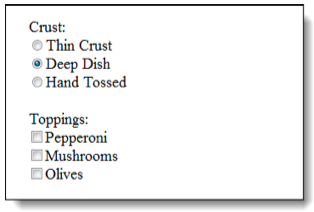 Crust:
Thin Crust
Deep Dish
Hand Tossed
Toppings:
Pepperoni
Mushrooms
Olives